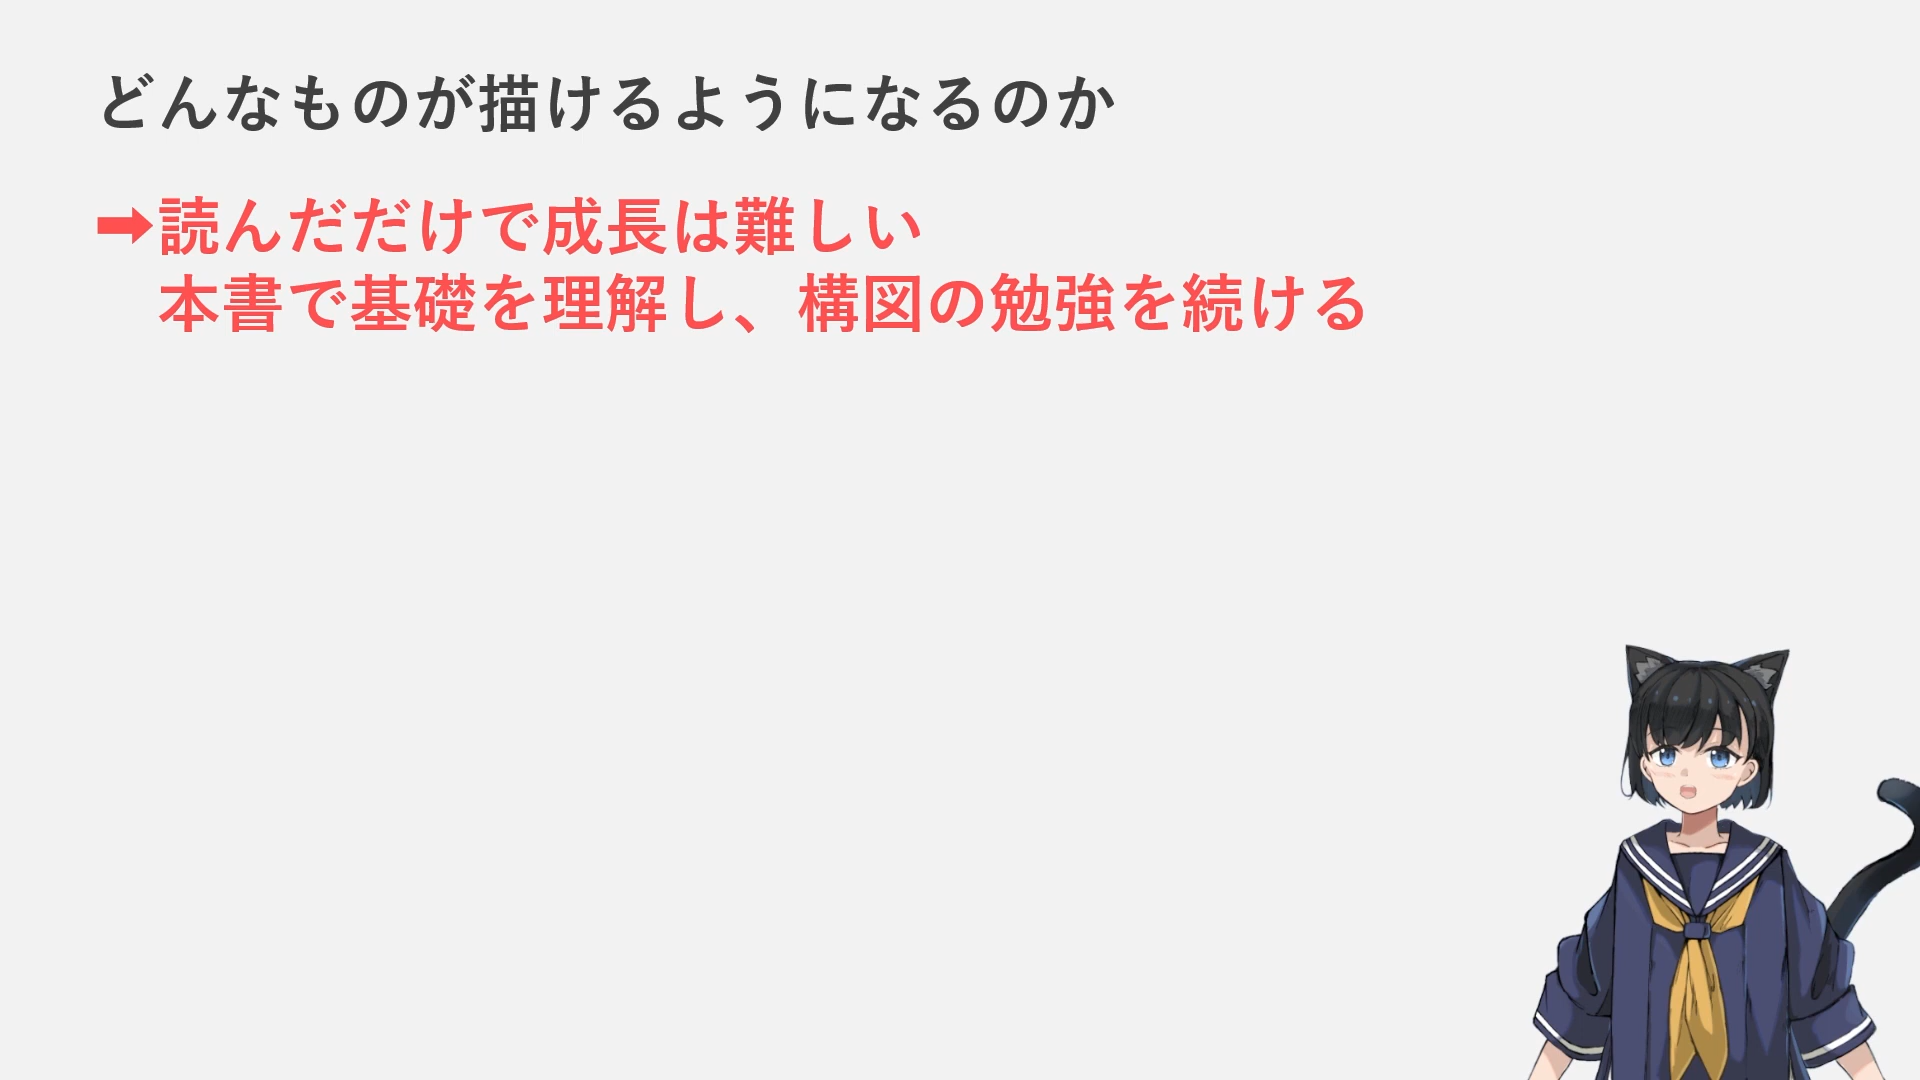 どんなものが描けるようになるのか
➡読んだだけで成長は難しい
本書で基礎を理解し、構図の勉強を続ける